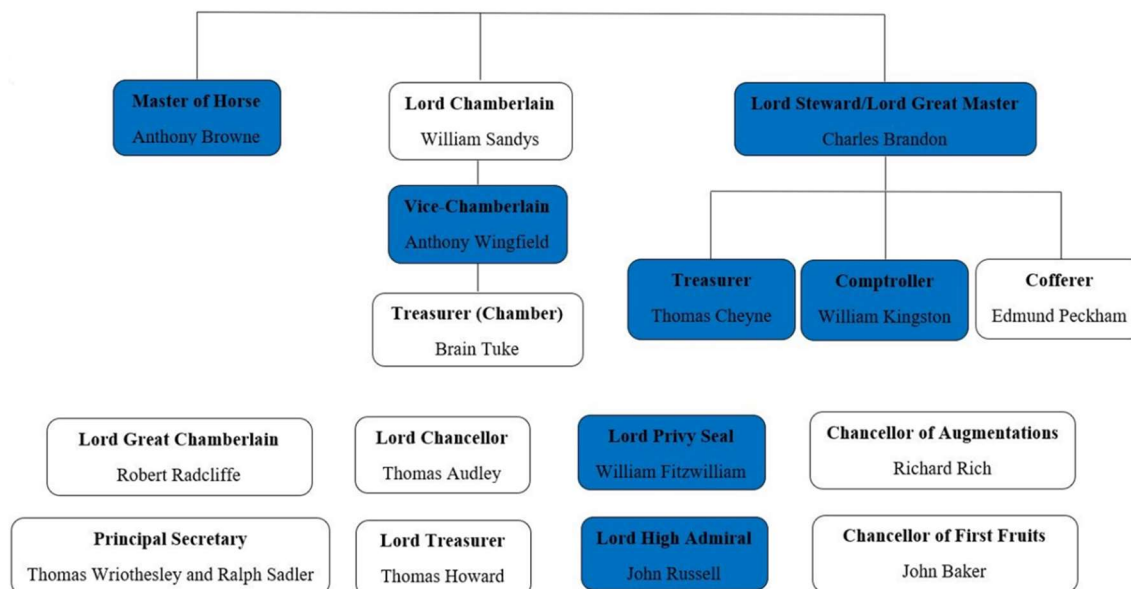 Master of Horse
Anthony Browne
Lord Chamberlain
William Sandys
Lord Steward/Lord Great Master
Charles Brandon
Vice-Chamberlain
Anthony Wingfield
Treasurer
Thomas Cheyne
Comptroller
William Kingston
Cofferer
Edmund Peckham
Treasurer (Chamber)
Brain Tuke
Lord Great Chamberlain
Robert Radcliffe
Lord Chancellor
Thomas Audley
Lord Privy Seal
William Fitzwilliam
Chancellor of Augmentations
Richard Rich
Principal Secretary
Thomas Wriothesley and Ralph Sadler
Lord Treasurer
Thomas Howard
Lord High Admiral
John Russell
Chancellor of First Fruits
John Baker